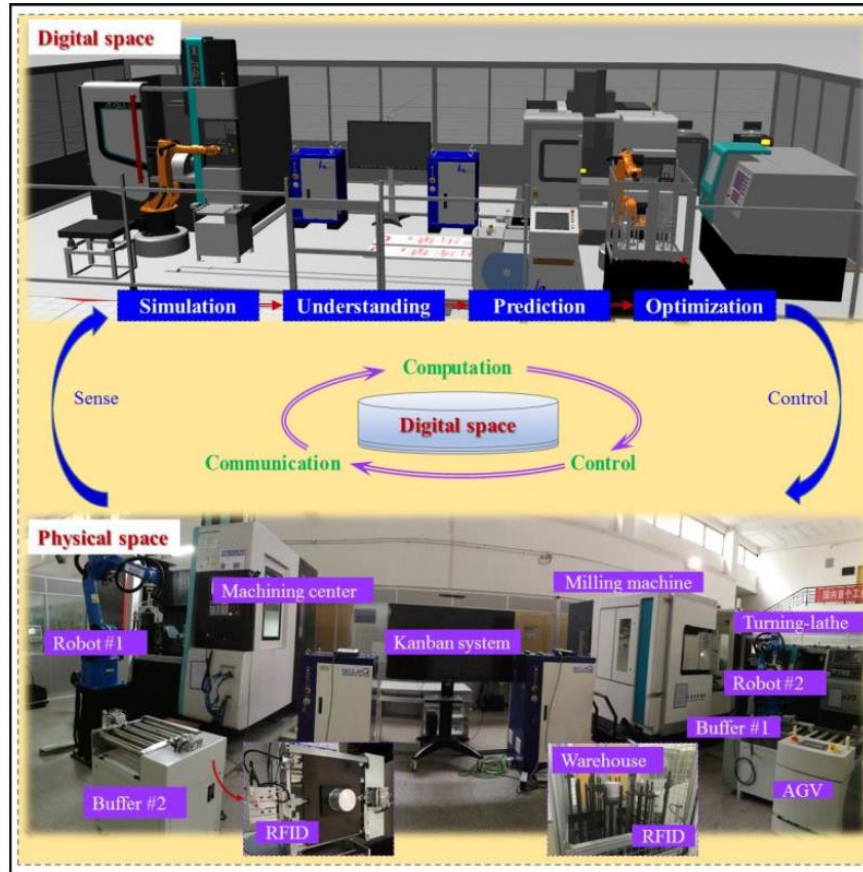 Digital space
Simulation
Understanding
Prediction
Optimization
Sense
Computation
Control
Digital space
Communication
Control
Physical space
Machining center
Milling machine
Turning-lathe
Robot #1
Kanban system
Robot #2
Buffer #1
Warehouse
Buffer #2
AGV
RFID
RFID